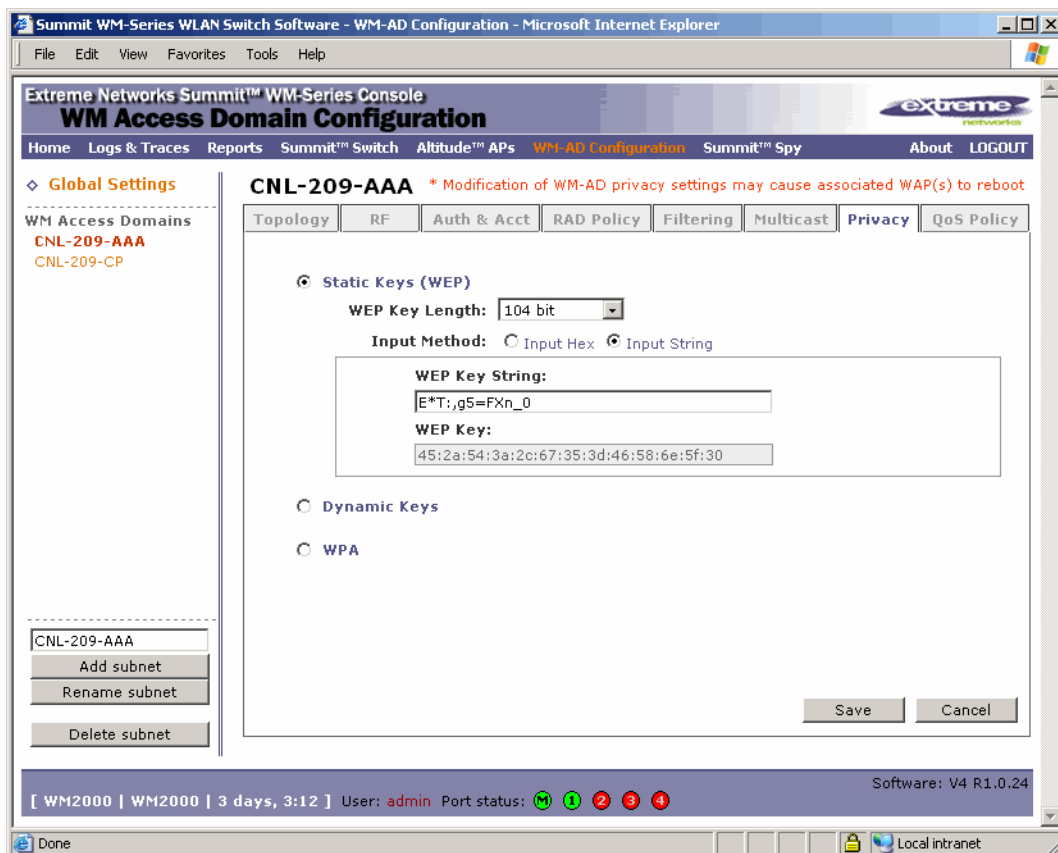 Summit WM-Series WLAN Switch Software - WM-AD Configuration - Microsoft Internet Explorer
File Edit View Favorites Tools Help
Extreme Networks Summit™ WM-Series Console
WM Access Domain Configuration
extreme networks
Home Logs & Traces Reports Summit™ Switch Altitude™ APs WM-AD Configuration Summit™ Spy About LOGOUT
Global Settings
WM Access Domains
CNL-209-AAA
CNL-209-CP
CNL-209-AAA * Modification of WM-AD privacy settings may cause associated WAP(s) to reboot
Topology RF Auth & Acct RAD Policy Filtering Multicast Privacy QoS Policy
Static Keys (WEP)
WEP Key Length: 104 bit
Input Method: Input Hex Input String
WEP Key String:
E*T:,g5=FXn_0
WEP Key:
45:2a:54:3a:2c:67:35:3d:46:58:6e:5f:30
Dynamic Keys
WPA
CNL-209-AAA
Add subnet
Rename subnet
Delete subnet
Save Cancel
Software: V4 R1.0.24
[ WM2000 | WM2000 | 3 days, 3:12 ] User: admin Port status: M 1 2 3 4
Done Local intranet